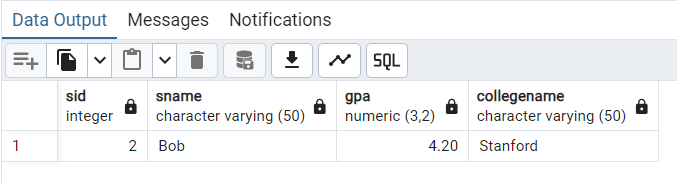 Data Output Messages Notifications
SQL
sid sname gpa collegename
integer character varying (50) numeric (3,2) character varying (50)
1 2 Bob 4.20 Stanford